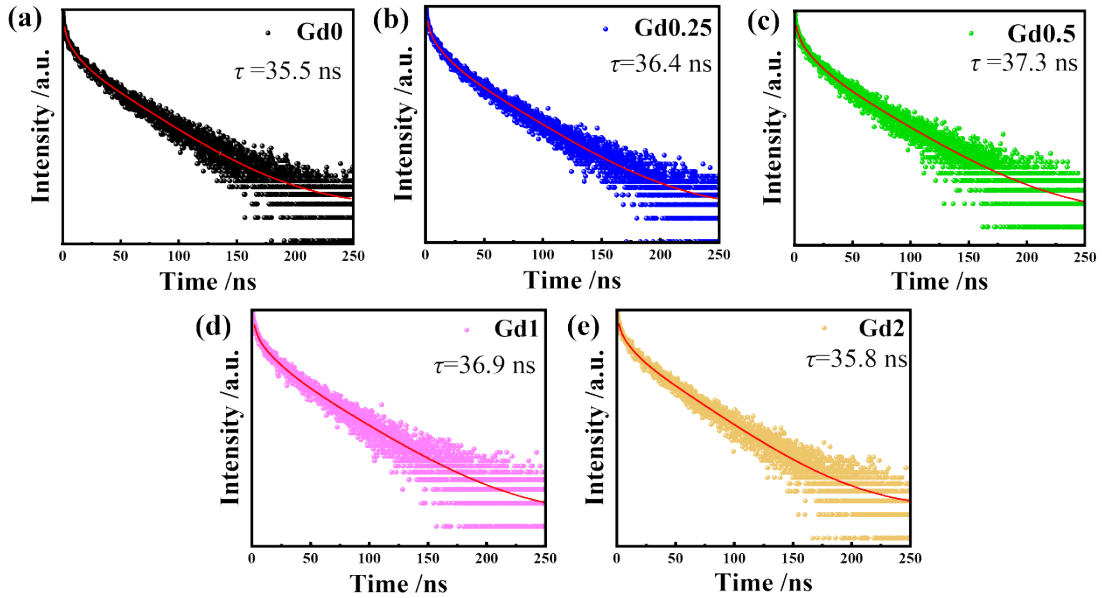 (a)
Gd0
τ =35.5 ns
Intensity /a.u.
0 50 100 150 200 250
Time /ns
(b)
Gd0.25
τ =36.4 ns
Intensity /a.u.
0 50 100 150 200 250
Time /ns
(c)
Gd0.5
τ =37.3 ns
Intensity /a.u.
0 50 100 150 200 250
Time /ns
(d)
Gd1
τ=36.9 ns
Intensity /a.u.
0 50 100 150 200 250
Time /ns
(e)
Gd2
τ=35.8 ns
Intensity /a.u.
0 50 100 150 200 250
Time /ns